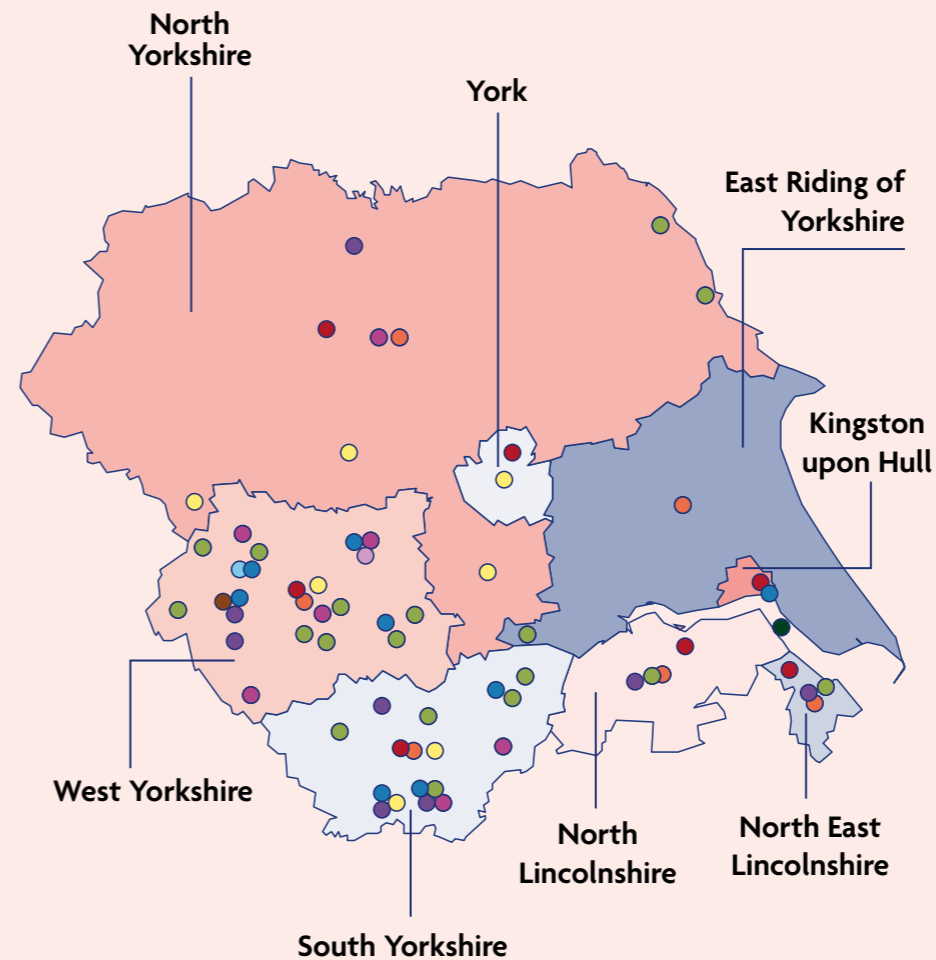 North
Yorkshire
York
East Riding of
Yorkshire
Kingston
upon Hull
West Yorkshire
North
Lincolnshire
North East
Lincolnshire
South Yorkshire